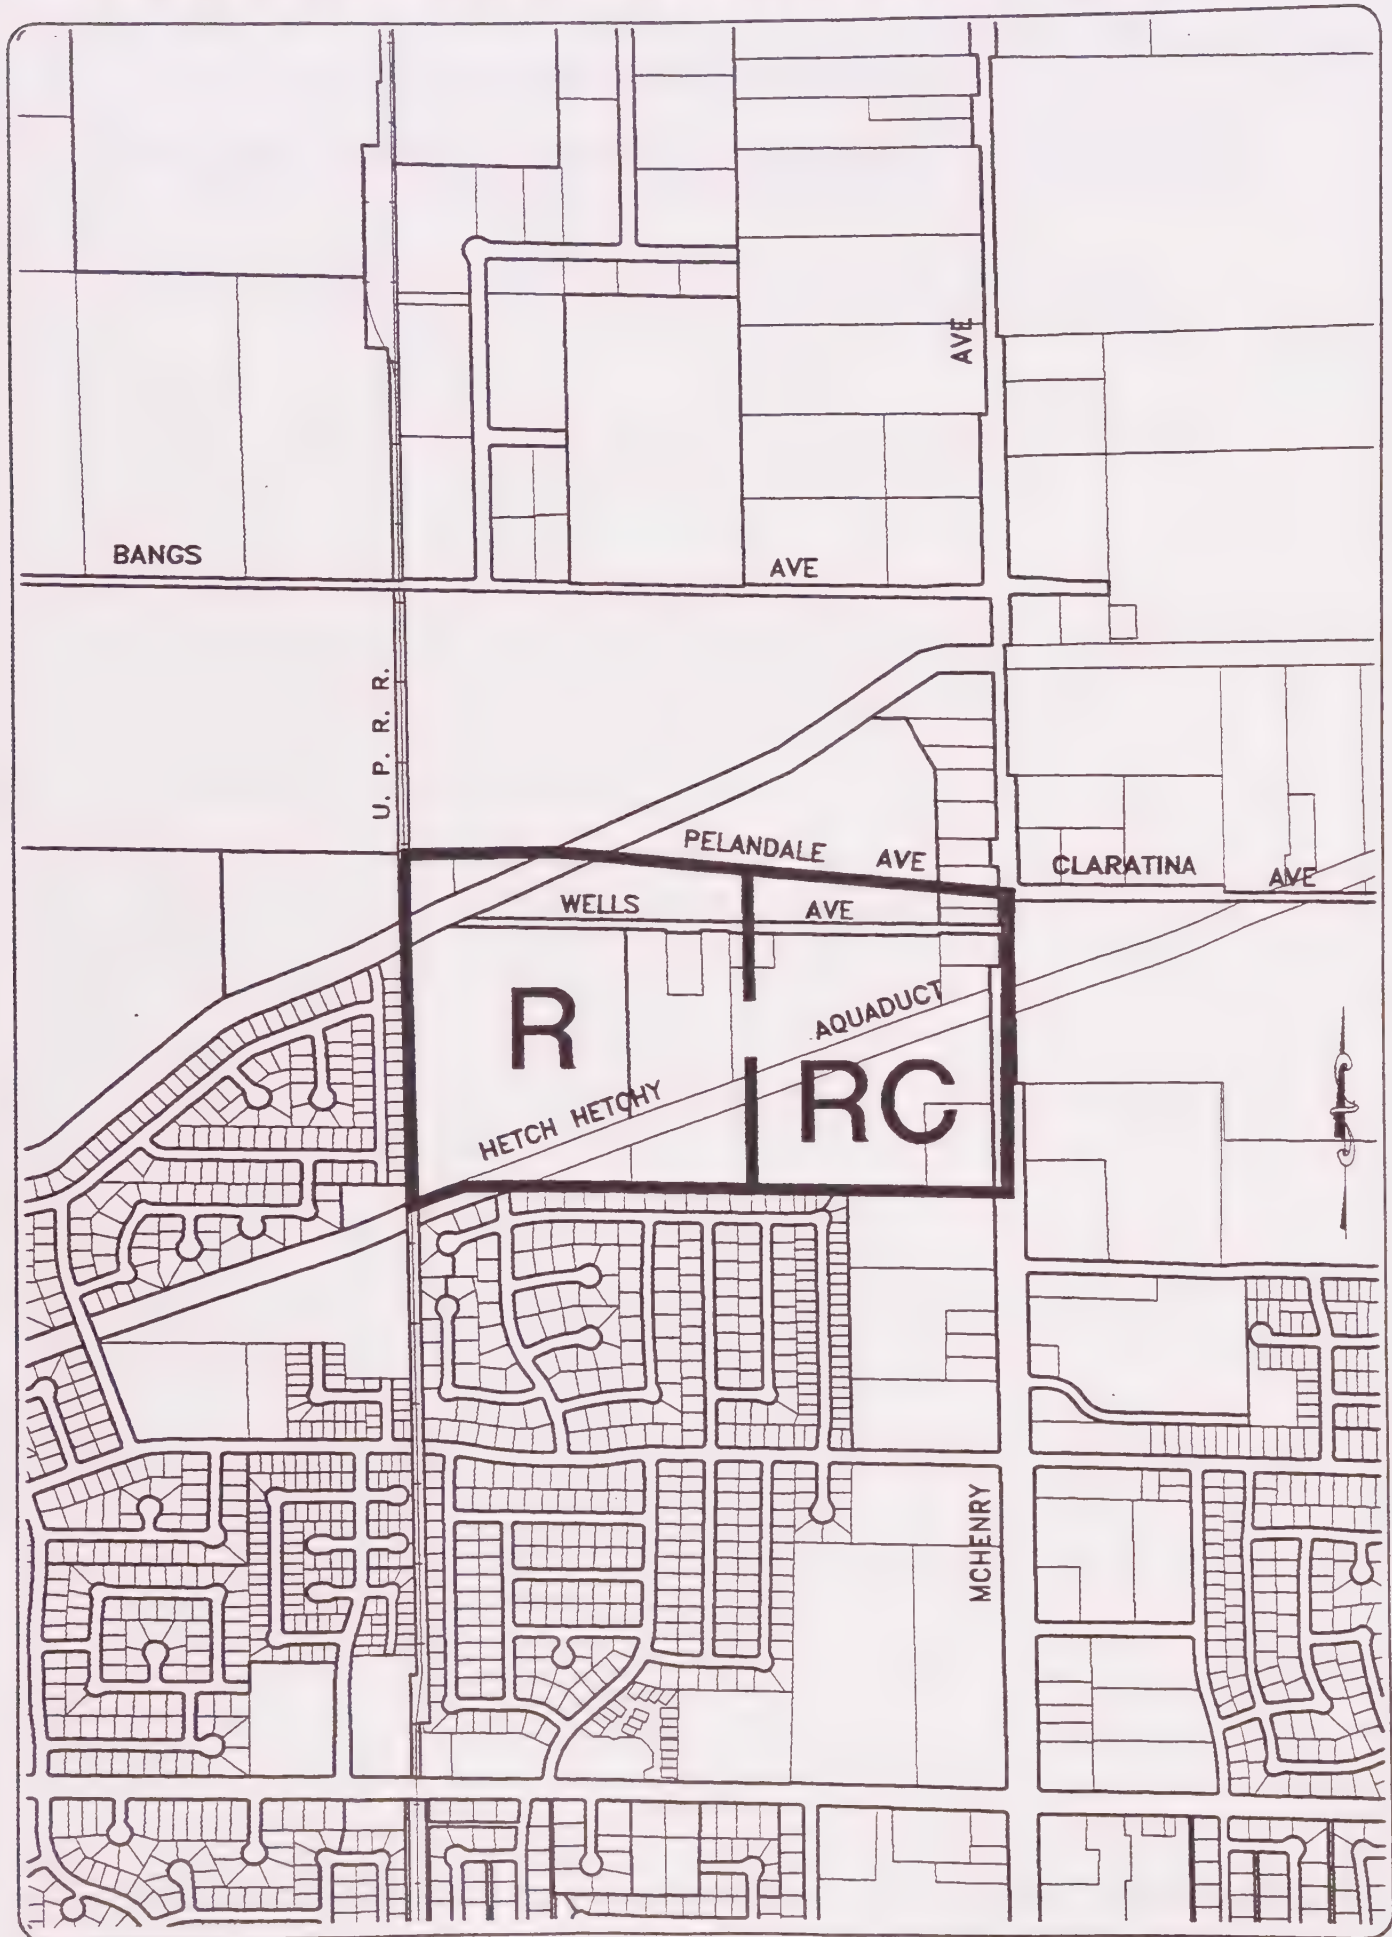 AVE
BANGS AVE
U. P. R. R.
PELANDALE AVE
CLARATINA AVE
WELLS AVE
R
HETCH HETCHY AQUADUCT
RC
MCHENRY